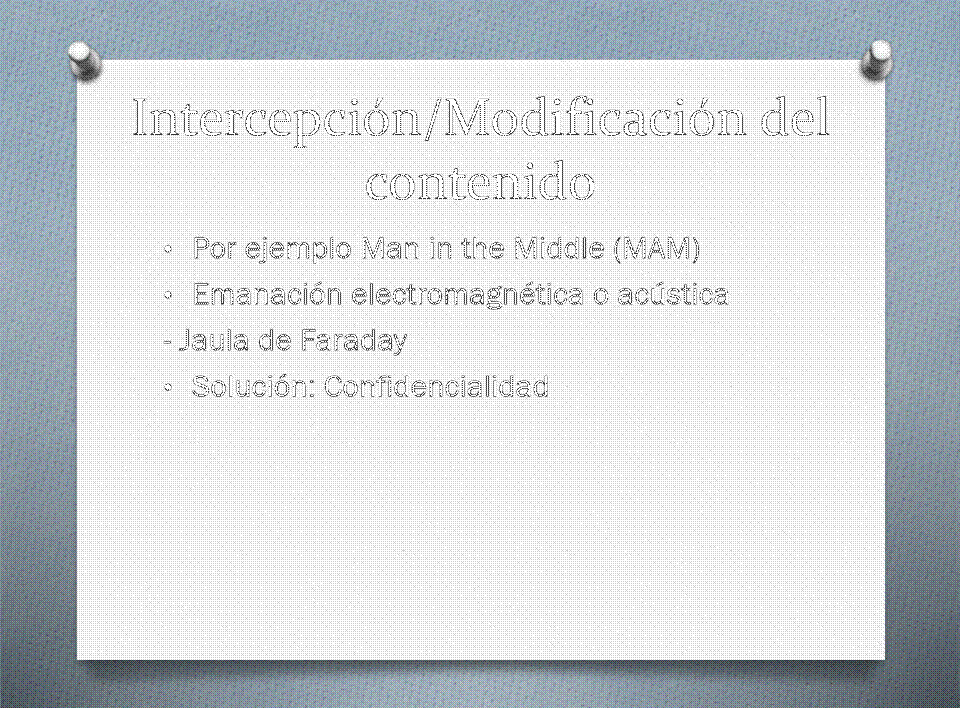 Intercepción/Modificación del
contenido
• Por ejemplo Man in the Middle (MAM)
• Emanación electromagnética o acústica
- Jaula de Faraday
• Solución: Confidencialidad